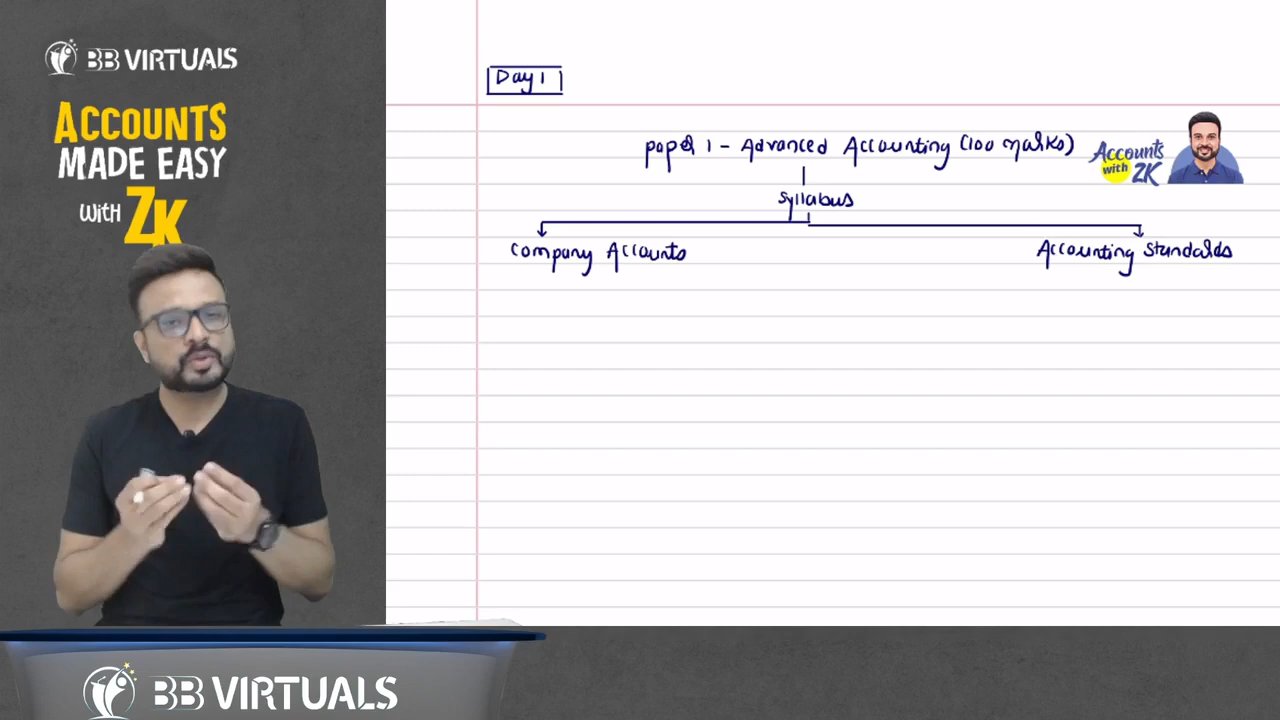 BB VIRTUALS
ACCOUNTS
MADE EASY
with ZK
Day 1
paper 1 - Advanced Accounting (100 marks)
Accounts
with ZK
syllabus
Company Accounts
Accounting Standards
BB VIRTUALS